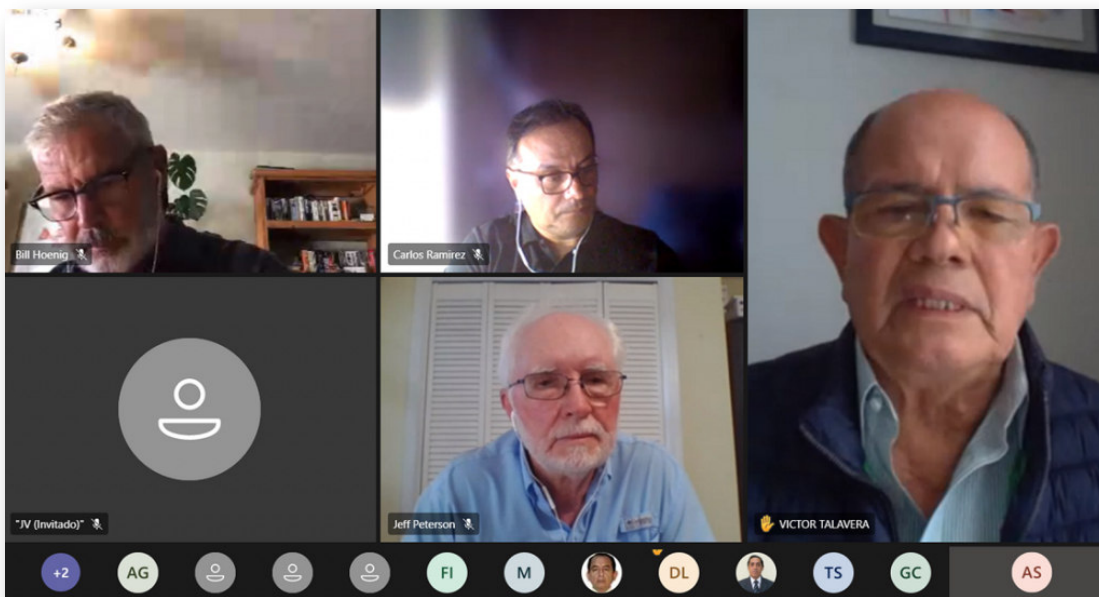 Bill Hoenig
Carlos Ramirez
"JV (Invitado)"
Jeff Peterson
VICTOR TALAVERA
+2
AG
FI
M
DL
TS
GC
AS